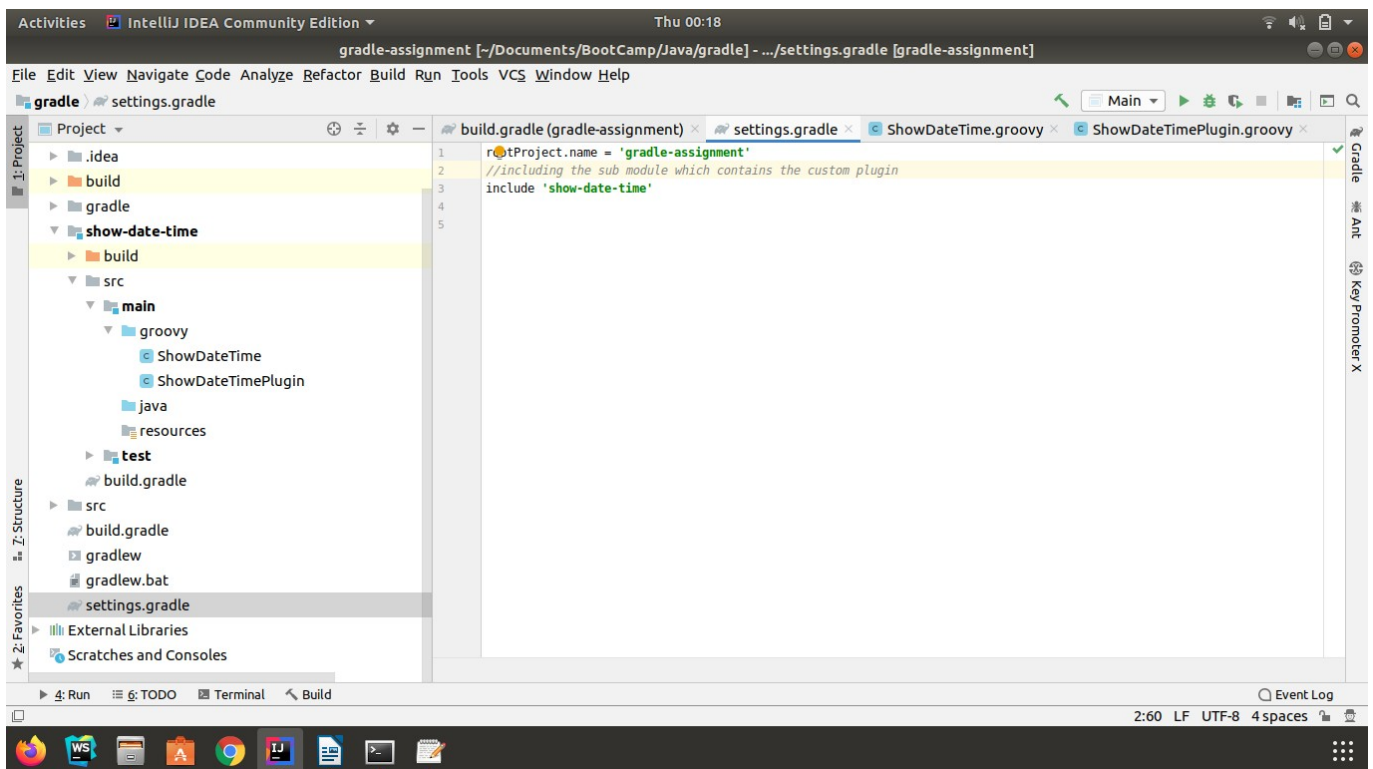 Activities IntelliJ IDEA Community Edition Thu 00:18
gradle-assignment [~/Documents/BootCamp/Java/gradle] - .../settings.gradle [gradle-assignment]
File Edit View Navigate Code Analyze Refactor Build Run Tools VCS Window Help
gradle settings.gradle Main
1: Project
7: Structure
2: Favorites
Project
.idea
build
gradle
show-date-time
build
src
main
groovy
ShowDateTime
ShowDateTimePlugin
java
resources
test
build.gradle
src
build.gradle
gradlew
gradlew.bat
settings.gradle
External Libraries
Scratches and Consoles
build.gradle (gradle-assignment) settings.gradle ShowDateTime.groovy ShowDateTimePlugin.groovy
1 rootProject.name = 'gradle-assignment'
2 //including the sub module which contains the custom plugin
3 include 'show-date-time'
4
5
Gradle
Ant
Key Promoter X
4: Run 6: TODO Terminal Build Event Log
2:60 LF UTF-8 4 spaces
WS
IJ